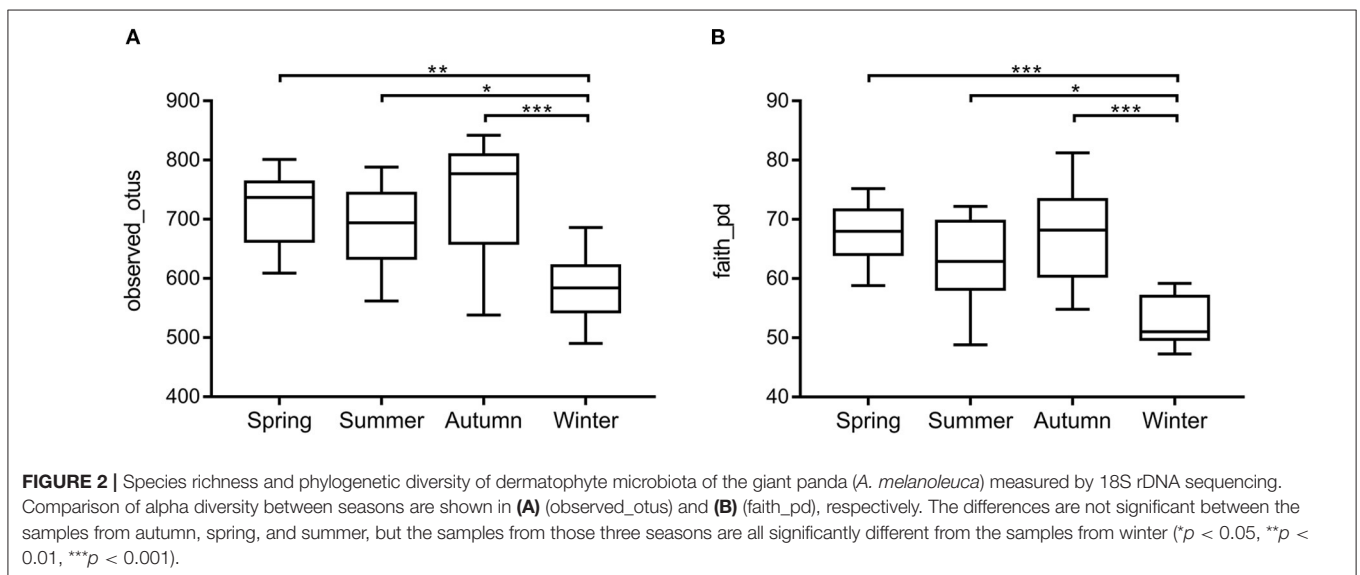 A
B
**
*
***
***
*
***
900
800
700
600
500
400
observed_otus
Spring Summer Autumn Winter
90
80
70
60
50
40
faith_pd
Spring Summer Autumn Winter
FIGURE 2 | Species richness and phylogenetic diversity of dermatophyte microbiota of the giant panda (A. melanoleuca) measured by 18S rDNA sequencing.
Comparison of alpha diversity between seasons are shown in (A) (observed_otus) and (B) (faith_pd), respectively. The differences are not significant between the
samples from autumn, spring, and summer, but the samples from those three seasons are all significantly different from the samples from winter (*p < 0.05, **p <
0.01, ***p < 0.001).